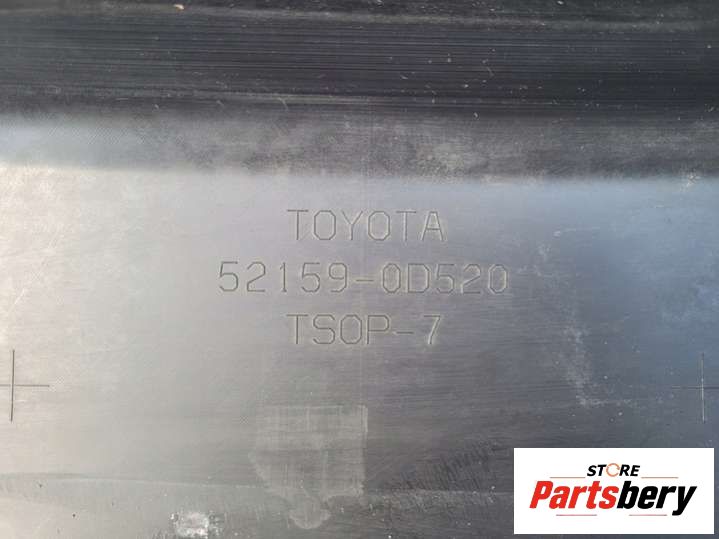 TOYOTA
52159-0D520
TSOP-7
STORE
Partsbery